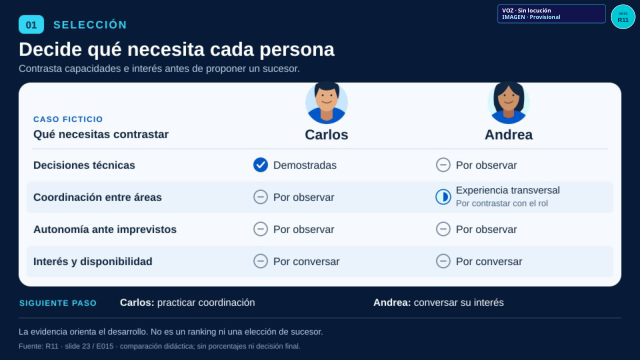 01 SELECCIÓN
VOZ · Sin locución
IMAGEN · Provisional
R11
Decide qué necesita cada persona
Contrasta capacidades e interés antes de proponer un sucesor.
CASO FICTICIO
Qué necesitas contrastar
Carlos
Andrea
Decisiones técnicas
Demostradas
Por observar
Coordinación entre áreas
Por observar
Experiencia transversal
Por contrastar con el rol
Autonomía ante imprevistos
Por observar
Por observar
Interés y disponibilidad
Por conversar
Por conversar
SIGUIENTE PASO
Carlos: practicar coordinación
Andrea: conversar su interés
La evidencia orienta el desarrollo. No es un ranking ni una elección de sucesor.
Fuente: R11 · slide 23 / E015 · comparación didáctica; sin porcentajes ni decisión final.